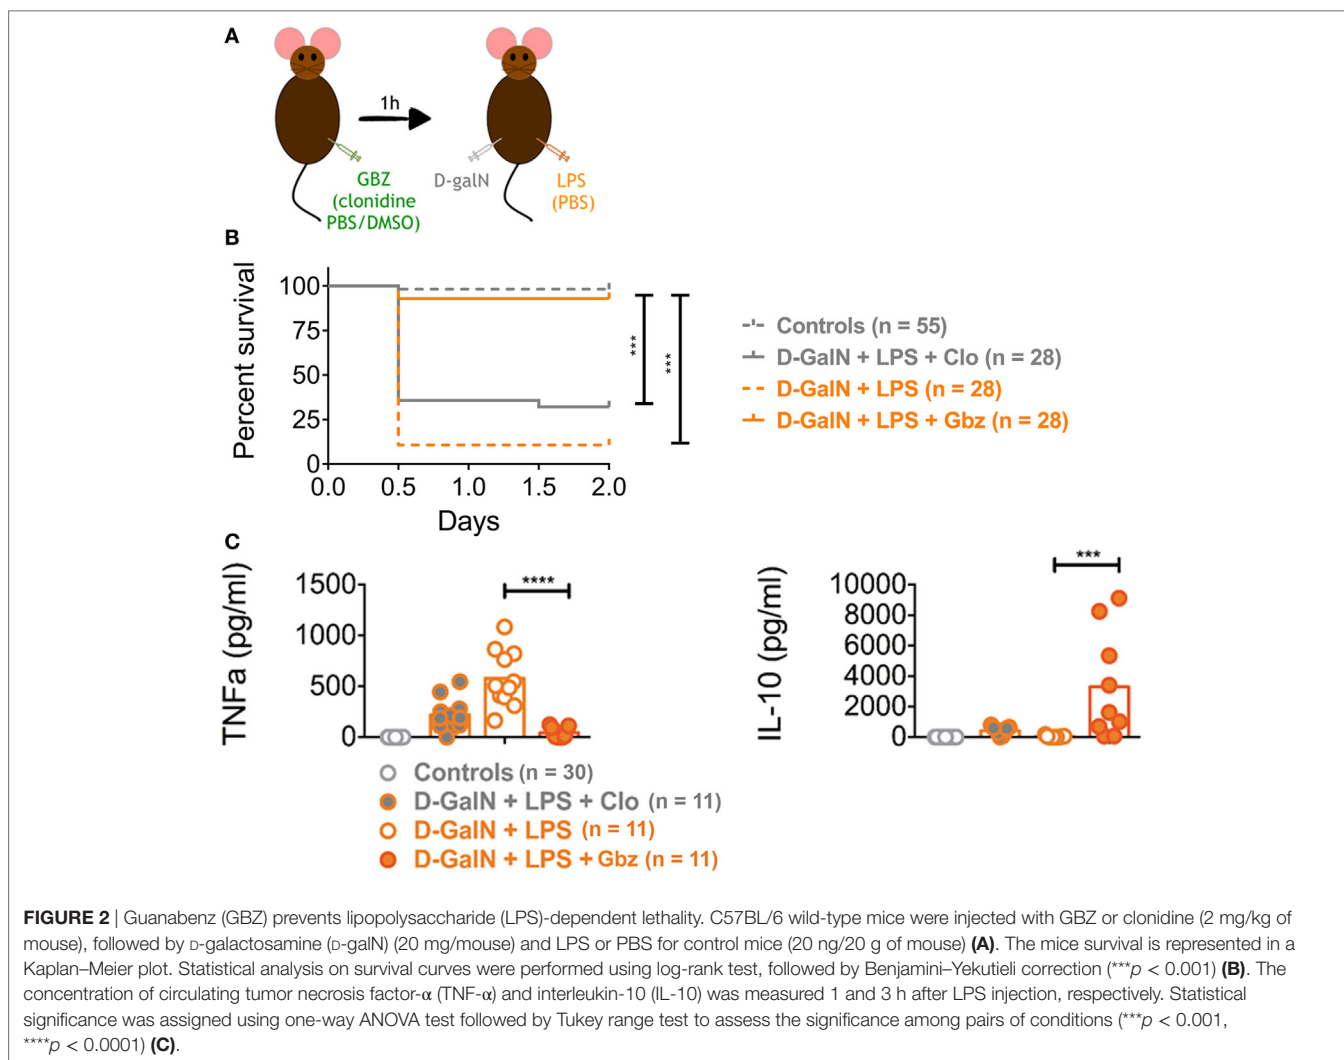 A
1h
GBZ
(clonidine
PBS/DMSO)
D-galN
LPS
(PBS)
B
Percent survival
100
75
50
25
0
0.0 0.5 1.0 1.5 2.0
Days
***
***
Controls (n = 55)
D-GalN + LPS + Clo (n = 28)
D-GalN + LPS (n = 28)
D-GalN + LPS + Gbz (n = 28)
C
TNFa (pg/ml)
1500
1000
500
0
****
IL-10 (pg/ml)
10000
8000
6000
4000
2000
0
***
Controls (n = 30)
D-GalN + LPS + Clo (n = 11)
D-GalN + LPS (n = 11)
D-GalN + LPS + Gbz (n = 11)
FIGURE 2 | Guanabenz (GBZ) prevents lipopolysaccharide (LPS)-dependent lethality. C57BL/6 wild-type mice were injected with GBZ or clonidine (2 mg/kg of
mouse), followed by D-galactosamine (D-galN) (20 mg/mouse) and LPS or PBS for control mice (20 ng/20 g of mouse) (A). The mice survival is represented in a
Kaplan–Meier plot. Statistical analysis on survival curves were performed using log-rank test, followed by Benjamini–Yekutieli correction (***p < 0.001) (B). The
concentration of circulating tumor necrosis factor-α (TNF-α) and interleukin-10 (IL-10) was measured 1 and 3 h after LPS injection, respectively. Statistical
significance was assigned using one-way ANOVA test followed by Tukey range test to assess the significance among pairs of conditions (***p < 0.001,
****p < 0.0001) (C).